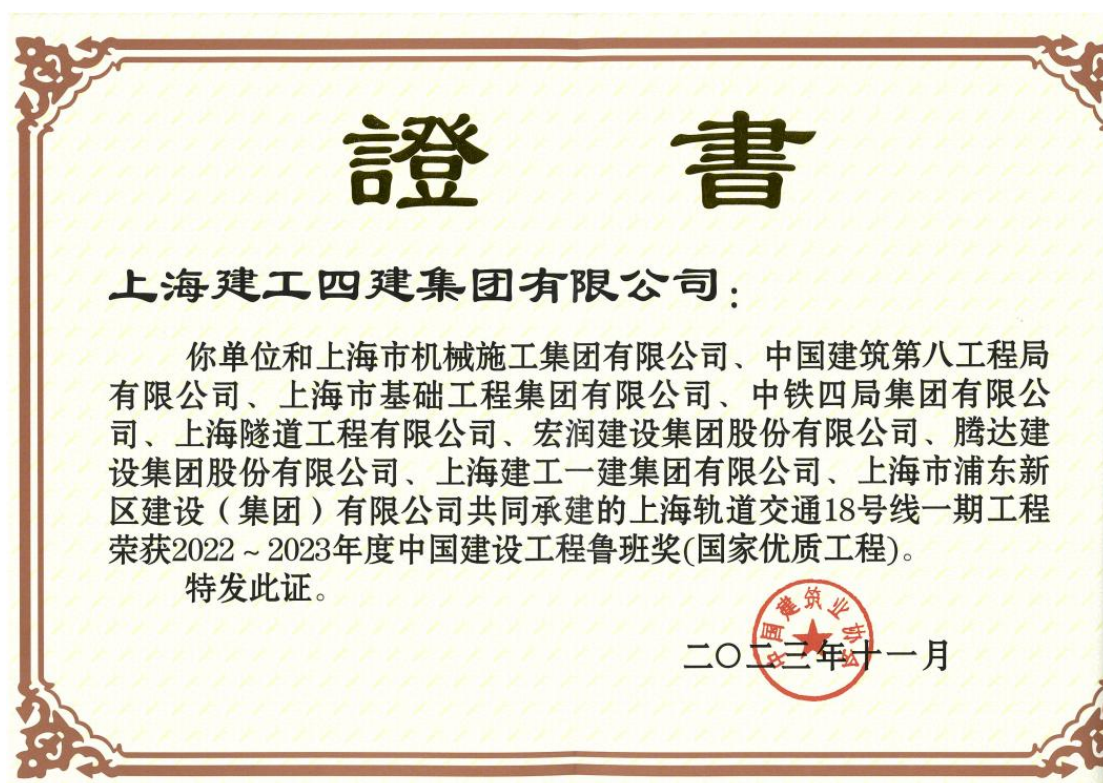 證書
上海建工四建集团有限公司：
你单位和上海市机械施工集团有限公司、中国建筑第八工程局
有限公司、上海市基础工程集团有限公司、中铁四局集团有限公
司、上海隧道工程有限公司、宏润建设集团股份有限公司、腾达建
设集团股份有限公司、上海建工一建集团有限公司、上海市浦东新
区建设（集团）有限公司共同承建的上海轨道交通18号线一期工程
荣获2022～2023年度中国建设工程鲁班奖(国家优质工程)。
特发此证。
中国建筑业协会
二〇二三年十一月